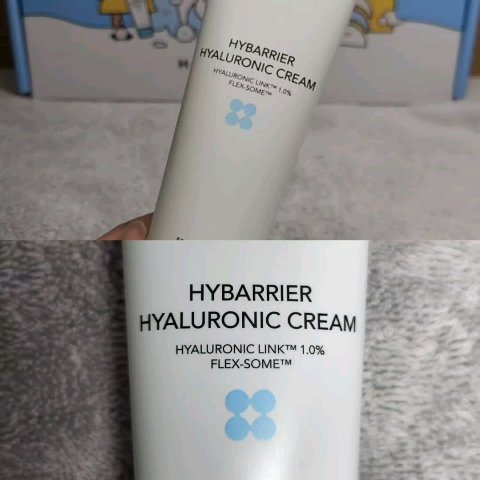 HYBARRIER
HYALURONIC CREAM
HYALURONIC LINK™ 1.0%
FLEX-SOME™
HYBARRIER
HYALURONIC CREAM
HYALURONIC LINK™ 1.0%
FLEX-SOME™